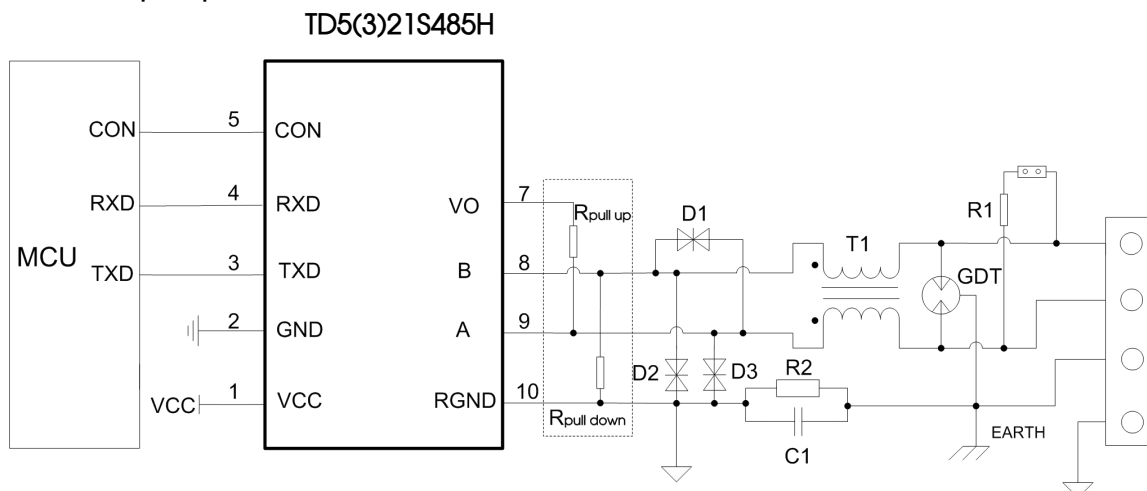 TD5(3)21S485H
MCU
CON
RXD
TXD
5
4
3
2
1
CON
RXD
TXD
GND
VCC
VCC
VO
B
A
RGND
7
8
9
10
Rpull up
Rpull down
D1
D2
D3
T1
R2
C1
GDT
R1
EARTH